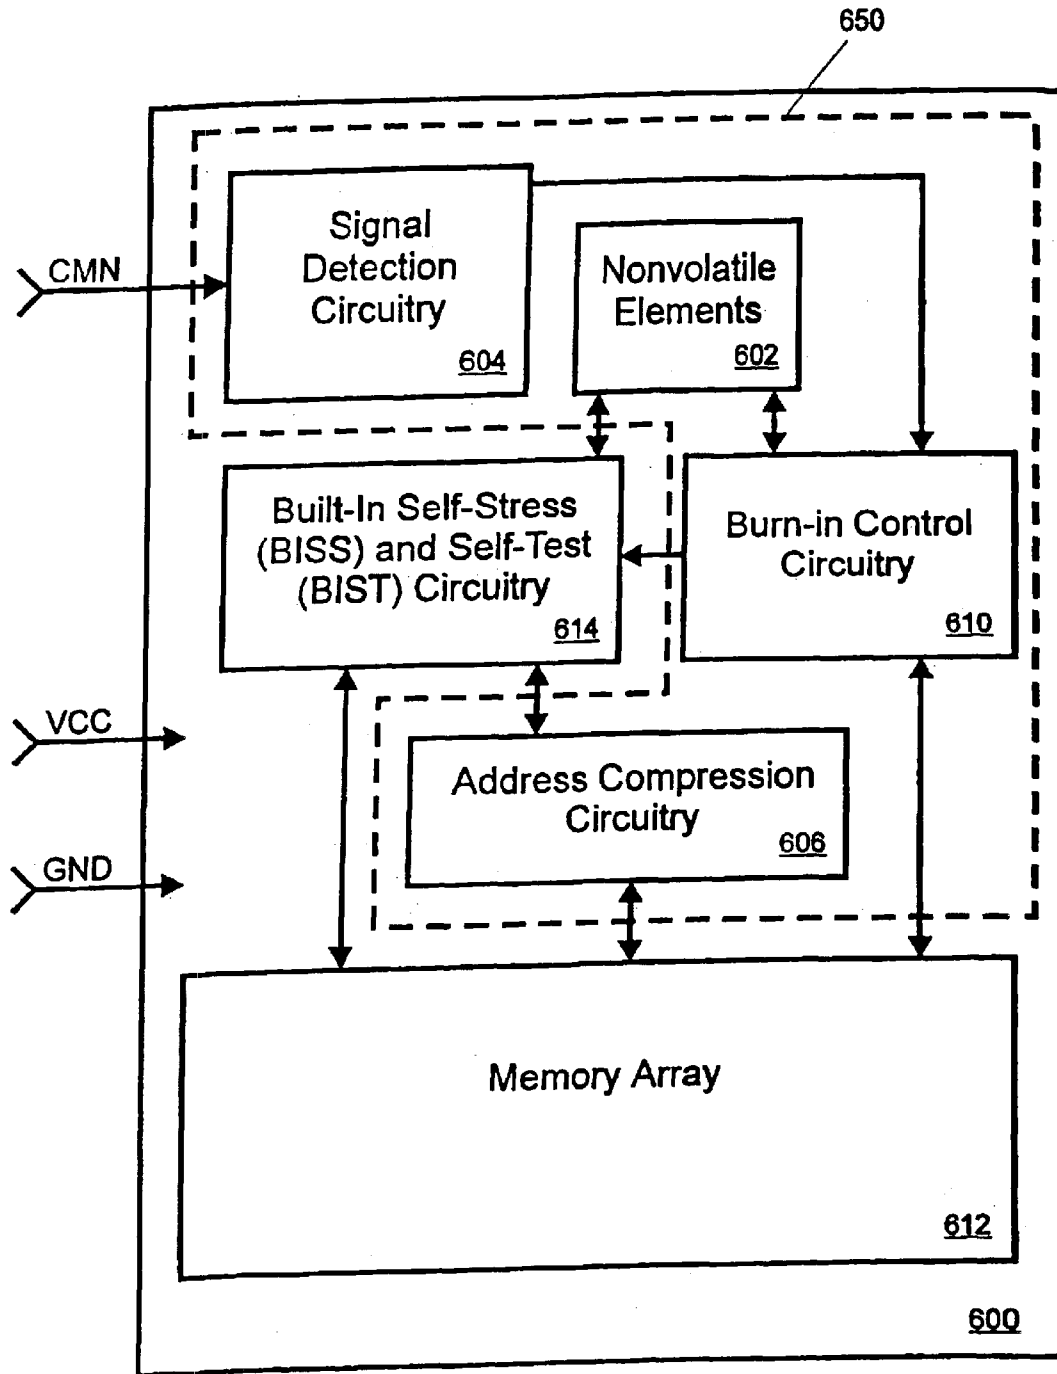 650
Signal
Detection
Circuitry
604
Nonvolatile
Elements
602
CMN
Built-In Self-Stress
(BISS) and Self-Test
(BIST) Circuitry
614
Burn-in Control
Circuitry
610
VCC
Address Compression
Circuitry
606
GND
Memory Array
612
600